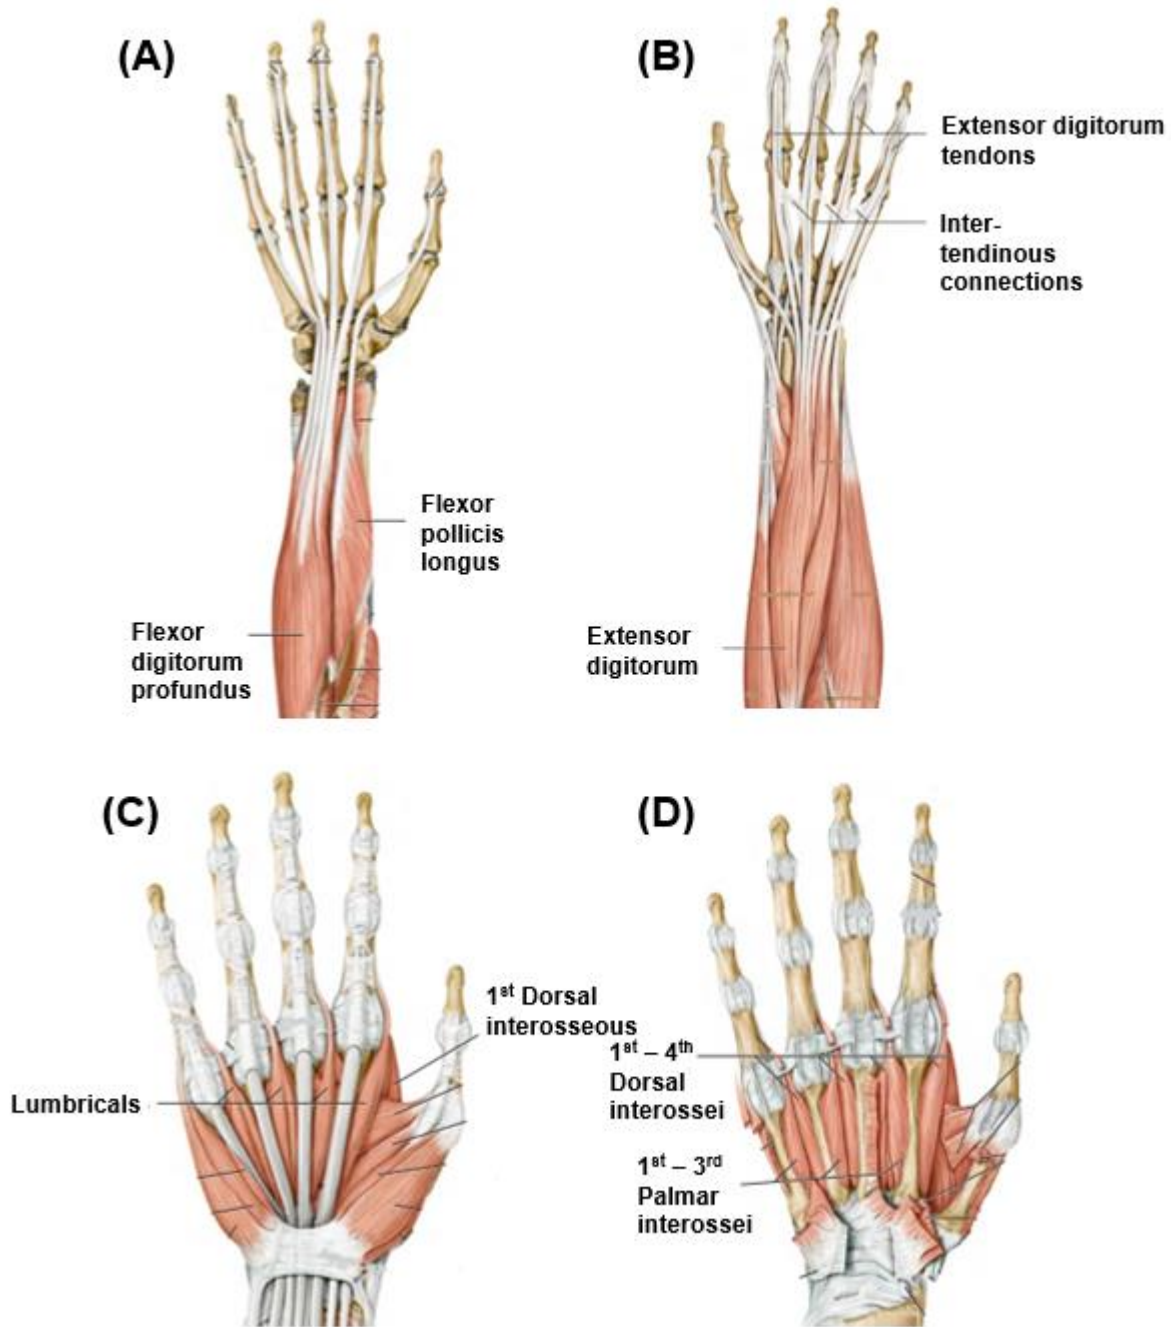 (A)
(B)
Extensor digitorum
tendons
Inter-
tendinous
connections
Flexor
pollicis
longus
Flexor
digitorum
profundus
Extensor
digitorum
(C)
(D)
1st Dorsal
interosseous
Lumbricals
1st – 4th
Dorsal
interossei
1st – 3rd
Palmar
interossei